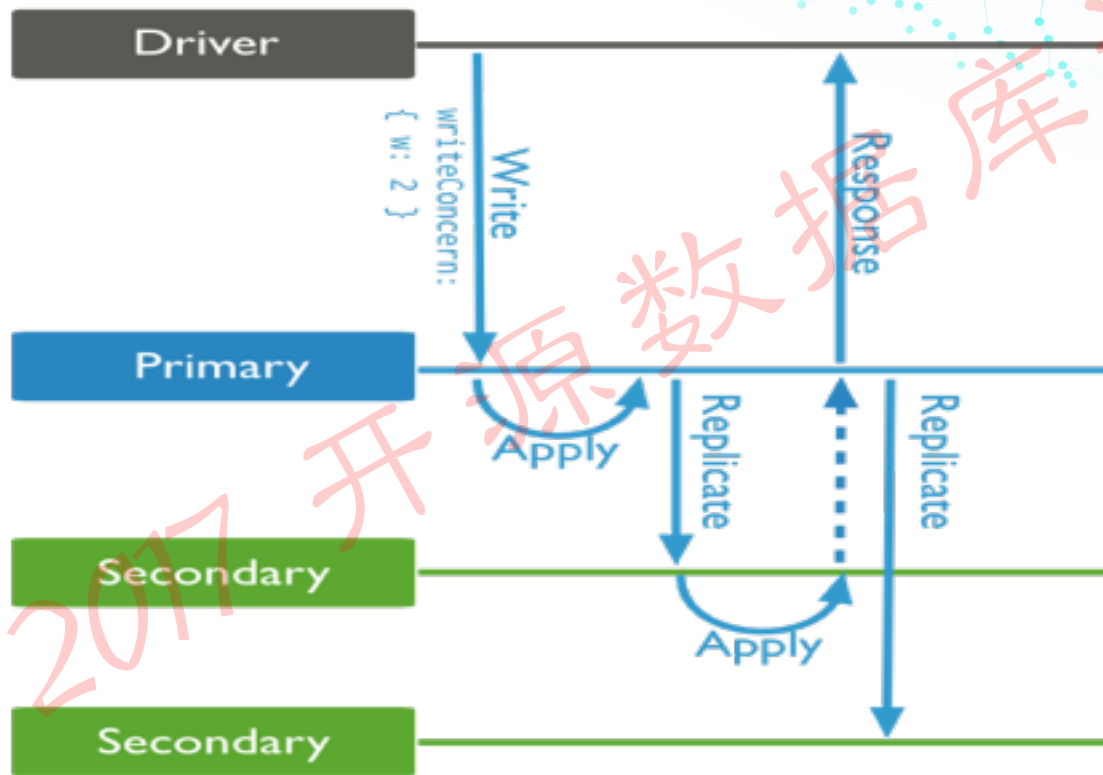 Driver
Write
writeConcern:
{ w: 2 }
Response
Primary
Apply
Replicate
Replicate
Secondary
Apply
Secondary
2017 开源数据库